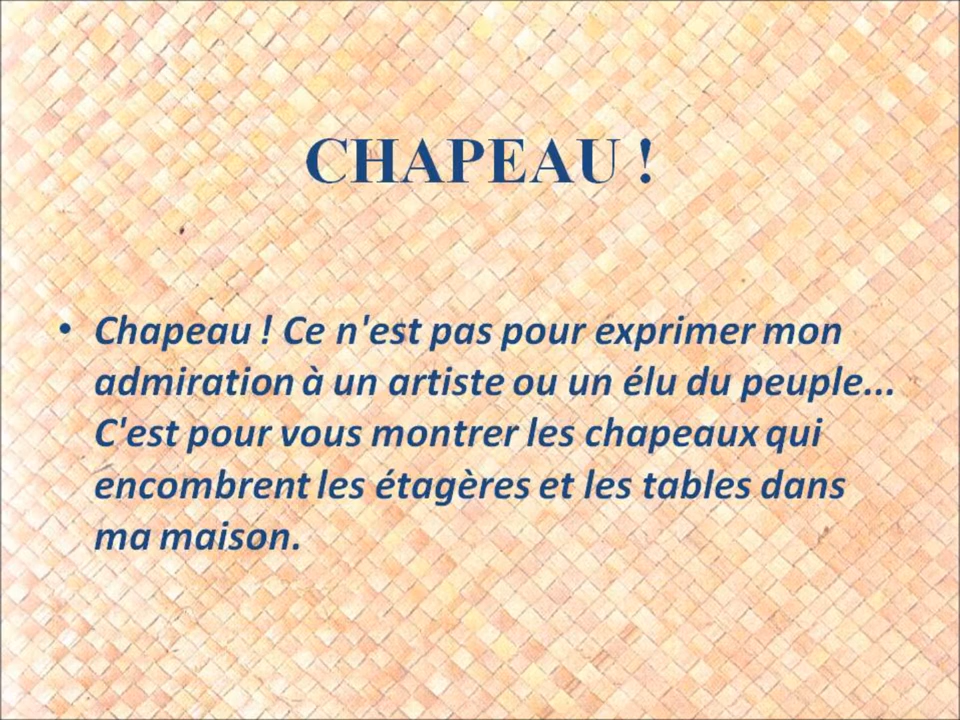 CHAPEAU !
• Chapeau ! Ce n'est pas pour exprimer mon
admiration à un artiste ou un élu du peuple...
C'est pour vous montrer les chapeaux qui
encombrent les étagères et les tables dans
ma maison.